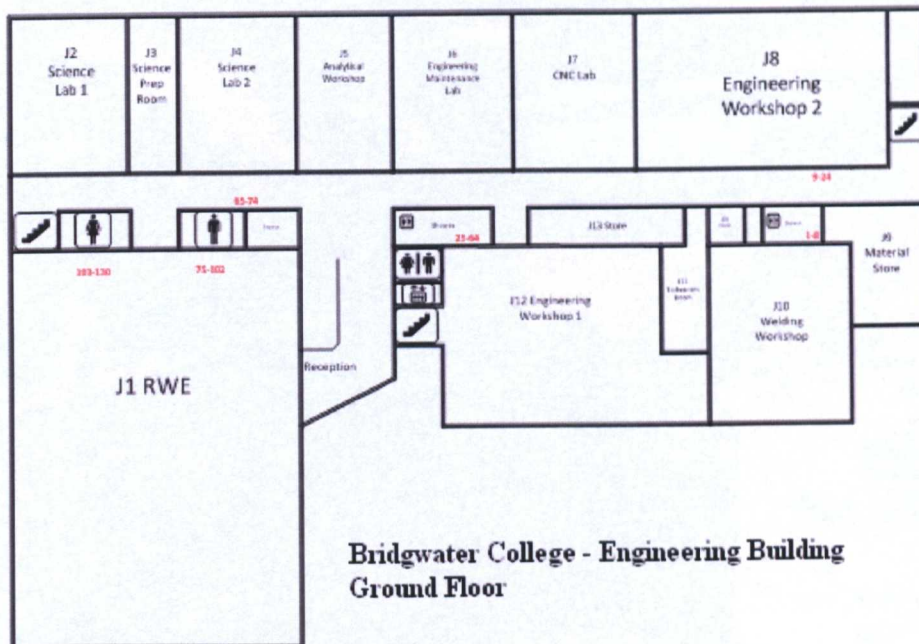 J2
Science
Lab 1
J3
Science
Prep
Room
J4
Science
Lab 2
J5
Analytical
Workshop
J6
Engineering
Maintenance
Lab
J7
CNC Lab
J8
Engineering
Workshop 2
9-24
65-74
103-130
75-102
25-64
J13 Store
1-8
J9
Material
Store
J12 Engineering
Workshop 1
J11
J10
Welding
Workshop
Reception
J1 RWE
Bridgwater College - Engineering Building
Ground Floor